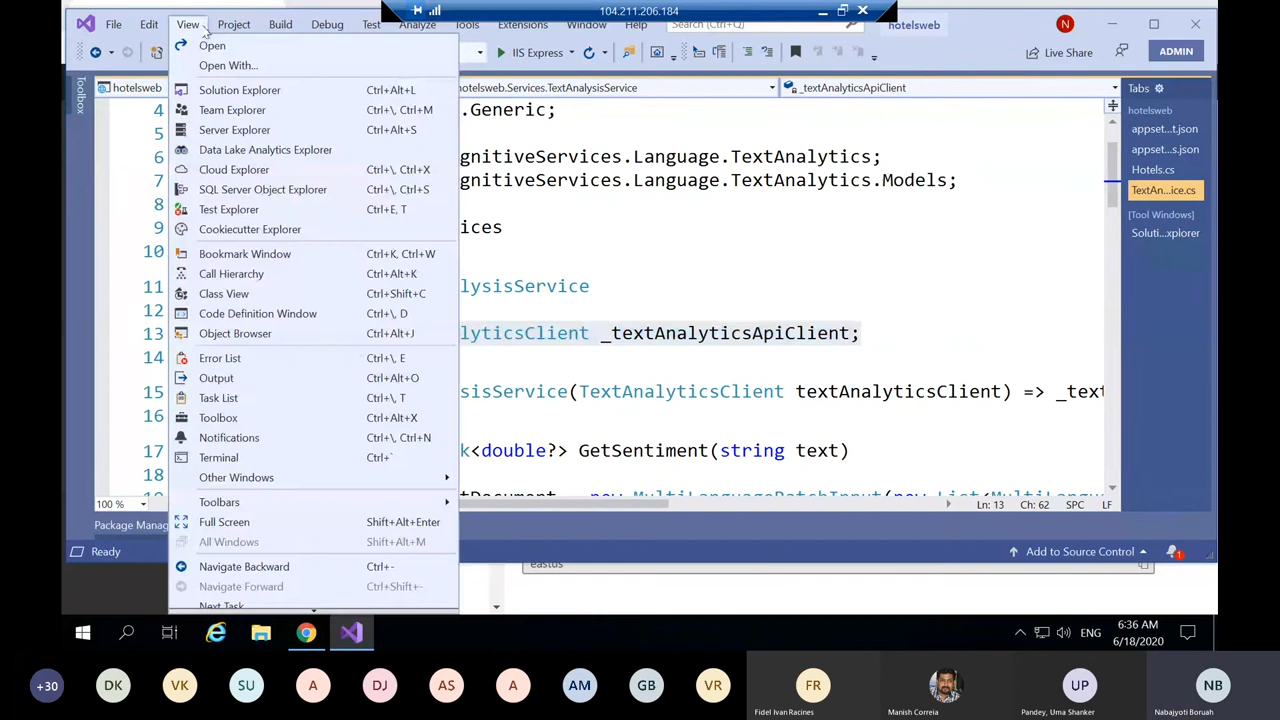 104.211.206.184
File Edit View Project Build Debug Test Analyze Tools Extensions Window Help Search (Ctrl+Q) hotelsweb N
IIS Express Live Share ADMIN
Toolbox
hotelsweb
hotelsweb.Services.TextAnalysisService
_textAnalyticsApiClient
Open
Open With...
Solution Explorer Ctrl+Alt+L
Team Explorer Ctrl+\, Ctrl+M
Server Explorer Ctrl+Alt+S
Data Lake Analytics Explorer
Cloud Explorer Ctrl+\, Ctrl+X
SQL Server Object Explorer Ctrl+\, Ctrl+S
Test Explorer Ctrl+E, T
Cookiecutter Explorer
Bookmark Window Ctrl+K, Ctrl+W
Call Hierarchy Ctrl+Alt+K
Class View Ctrl+Shift+C
Code Definition Window Ctrl+\, D
Object Browser Ctrl+Alt+J
Error List Ctrl+\, E
Output Ctrl+Alt+O
Task List Ctrl+\, T
Toolbox Ctrl+Alt+X
Notifications Ctrl+\, Ctrl+N
Terminal Ctrl+`
Other Windows
Toolbars
Full Screen Shift+Alt+Enter
All Windows Shift+Alt+M
Navigate Backward Ctrl+-
Navigate Forward Ctrl+Shift+-
Next Task
4 .Generic;
5
6 gnitiveServices.Language.TextAnalytics;
7 gnitiveServices.Language.TextAnalytics.Models;
8
9 ices
10
11 lysisService
12
13 lyticsClient _textAnalyticsApiClient;
14
15 sisService(TextAnalyticsClient textAnalyticsClient) => _text
16
17 k<double?> GetSentiment(string text)
18
Tabs
hotelsweb
appset...t.json
appset...s.json
Hotels.cs
TextAn...ice.cs
[Tool Windows]
Soluti...xplorer
100 %
Ln: 13 Ch: 62 SPC LF
Package Manag
Ready
Add to Source Control 1
eastus
ENG
6:36 AM
6/18/2020
+30 DK VK SU A DJ AS A AM GB VR FR UP NB
Fidel Ivan Racines Manish Correia Pandey, Uma Shanker Nabajyoti Boruah